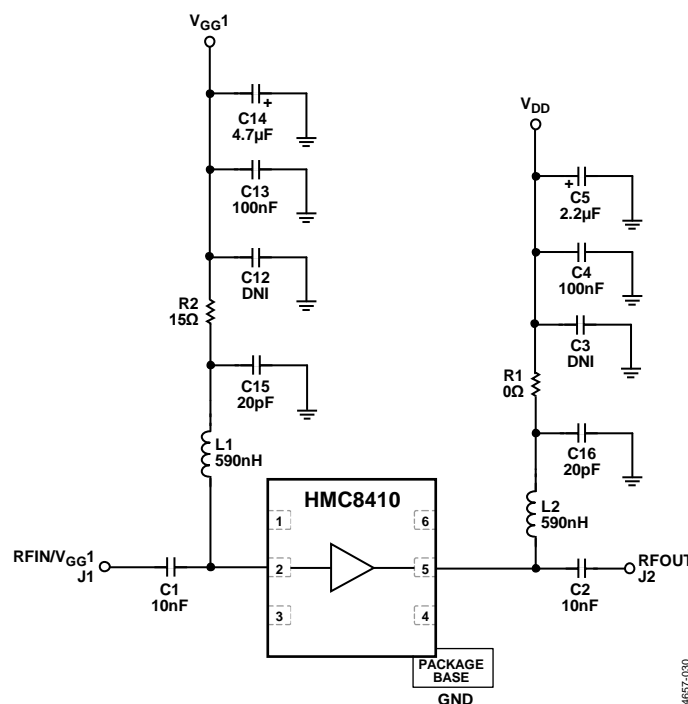 VGG1
C14
4.7µF
+
C13
100nF
C12
DNI
R2
15Ω
C15
20pF
L1
590nH
RFIN/VGG1
J1
C1
10nF
HMC8410
1
2
3
6
5
4
PACKAGE
BASE
GND
VDD
+
C5
2.2µF
C4
100nF
C3
DNI
R1
0Ω
C16
20pF
L2
590nH
RFOUT
J2
C2
10nF
4657-030